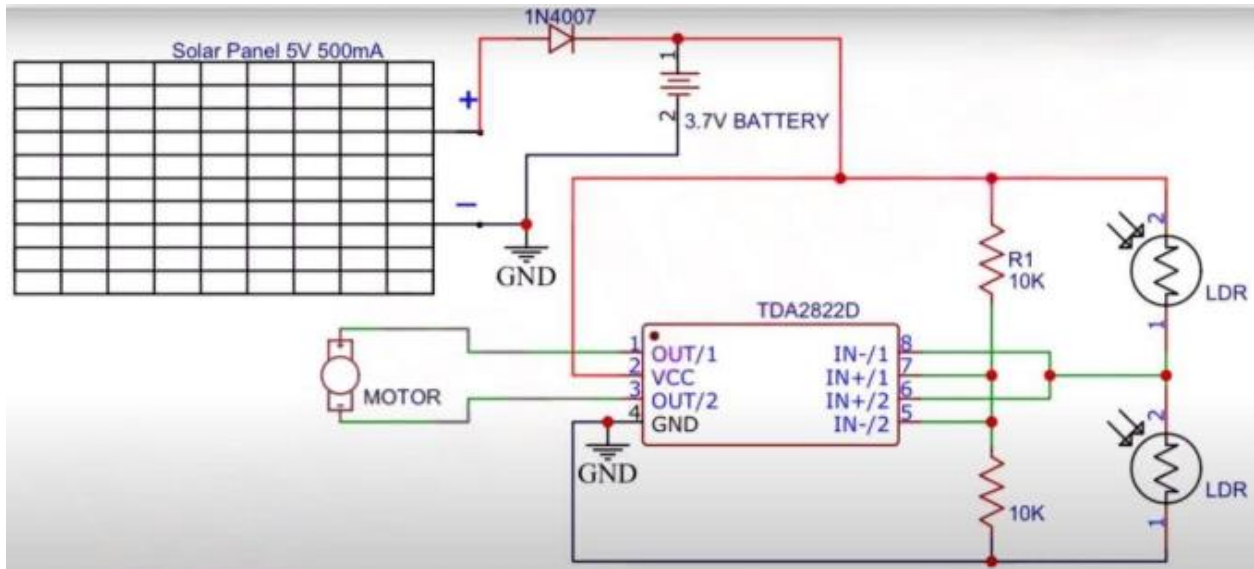 1N4007
Solar Panel 5V 500mA
+
1
2
3.7V BATTERY
−
GND
2
R1
10K
LDR
1
TDA2822D
1 OUT/1 IN-/1 8
2 VCC IN+/1 7
3 OUT/2 IN+/2 6
4 GND IN-/2 5
MOTOR
GND
2
10K
LDR
1